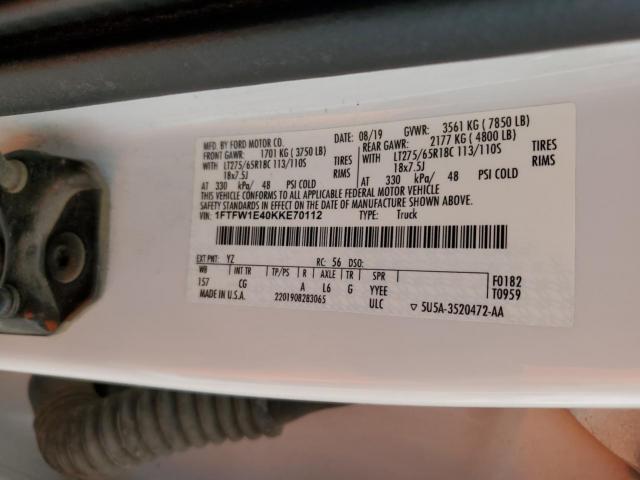 MFD. BY FORD MOTOR CO. 08/19 GVWR: 3561 KG ( 7850 LB)
FRONT GAWR: 1701 KG ( 3750 LB) REAR GAWR: 2177 KG ( 4800 LB)
WITH LT275/65R18C 113/110S TIRES WITH LT275/65R18C 113/110S TIRES
18x7.5J RIMS 18x7.5J RIMS
AT 330 kPa/ 48 PSI COLD AT 330 kPa/ 48 PSI COLD
THIS VEHICLE CONFORMS TO ALL APPLICABLE FEDERAL MOTOR VEHICLE
SAFETY STANDARDS IN EFFECT ON THE DATE OF MANUFACTURE SHOWN ABOVE.
VIN: 1FTFW1E40KKE70112 TYPE: Truck
EXT PNT: YZ RC: 56 DSO:
WB INT TR TP/PS R AXLE TR SPR F0182
157 CG A L6 G YYEE T0959
MADE IN U.S.A. 2201908283065 ULC ▽ 5U5A-3520472-AA